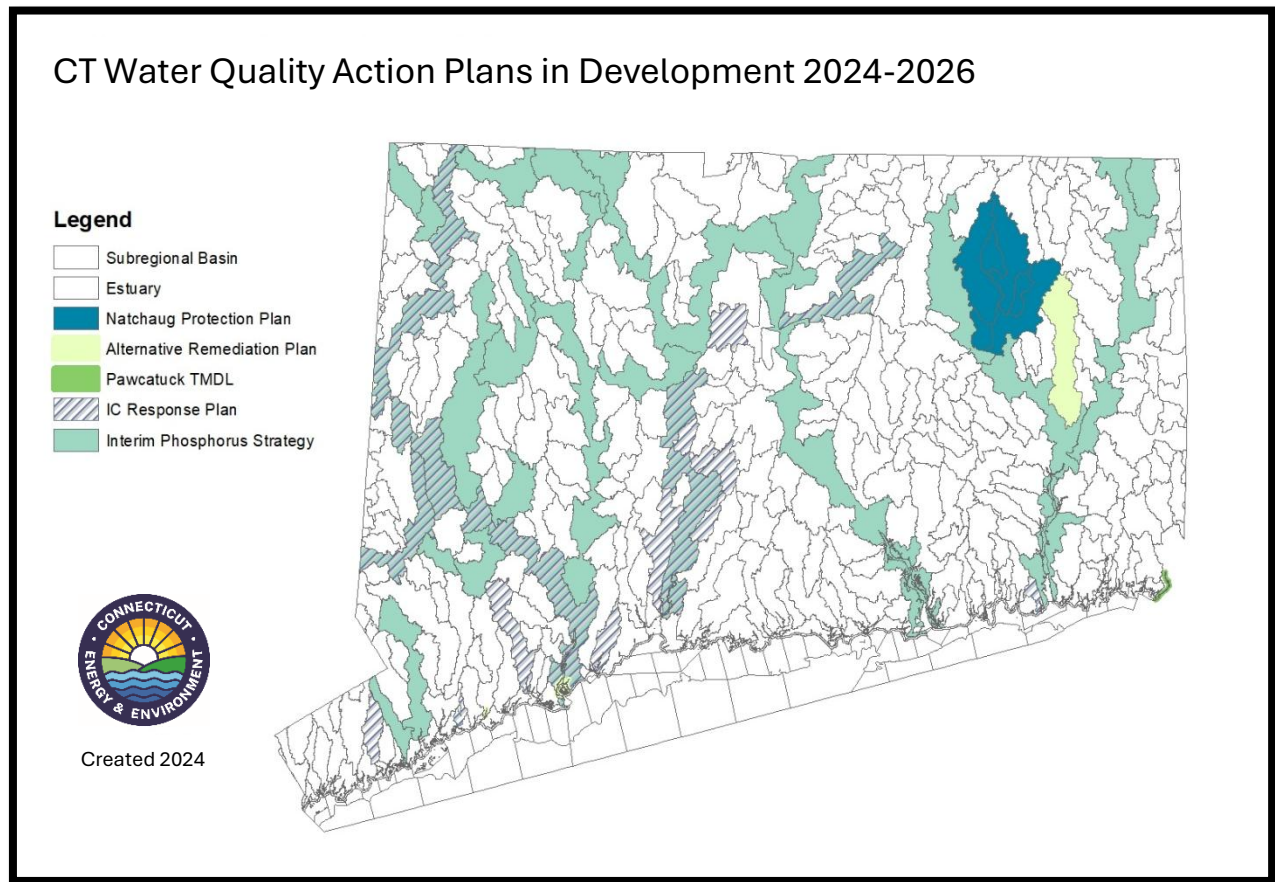 CT Water Quality Action Plans in Development 2024-2026
Legend
Subregional Basin
Estuary
Natchaug Protection Plan
Alternative Remediation Plan
Pawcatuck TMDL
IC Response Plan
Interim Phosphorus Strategy
CONNECTICUT
ENERGY & ENVIRONMENT
Created 2024